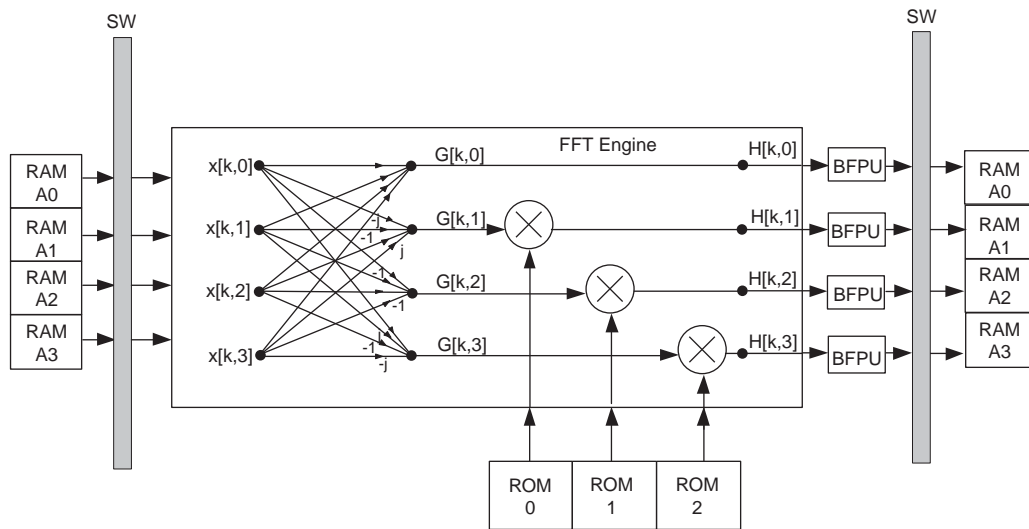 SW
SW
FFT Engine
RAM
A0
RAM
A1
RAM
A2
RAM
A3
x[k,0]
x[k,1]
x[k,2]
x[k,3]
G[k,0]
G[k,1]
G[k,2]
G[k,3]
-j
-1
j
-1
-1
-1
-j
H[k,0]
H[k,1]
H[k,2]
H[k,3]
BFPU
BFPU
BFPU
BFPU
RAM
A0
RAM
A1
RAM
A2
RAM
A3
ROM
0
ROM
1
ROM
2